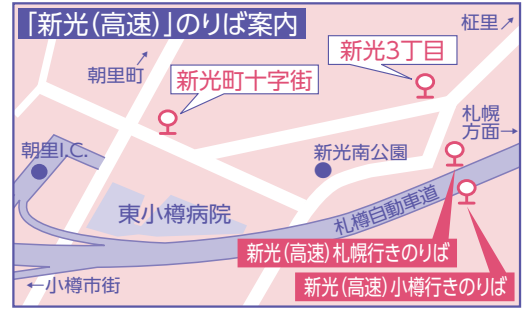 「新光(高速)」のりば案内
柾里
朝里町
新光3丁目
新光町十字街
札幌
方面→
朝里I.C.
新光南公園
東小樽病院
札樽自動車道
新光(高速)札幌行きのりば
新光(高速)小樽行きのりば
←小樽市街